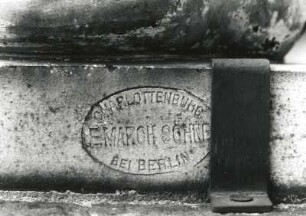 CHARLOTTENBURG
E. MARCH SÖHNE
BEI BERLIN